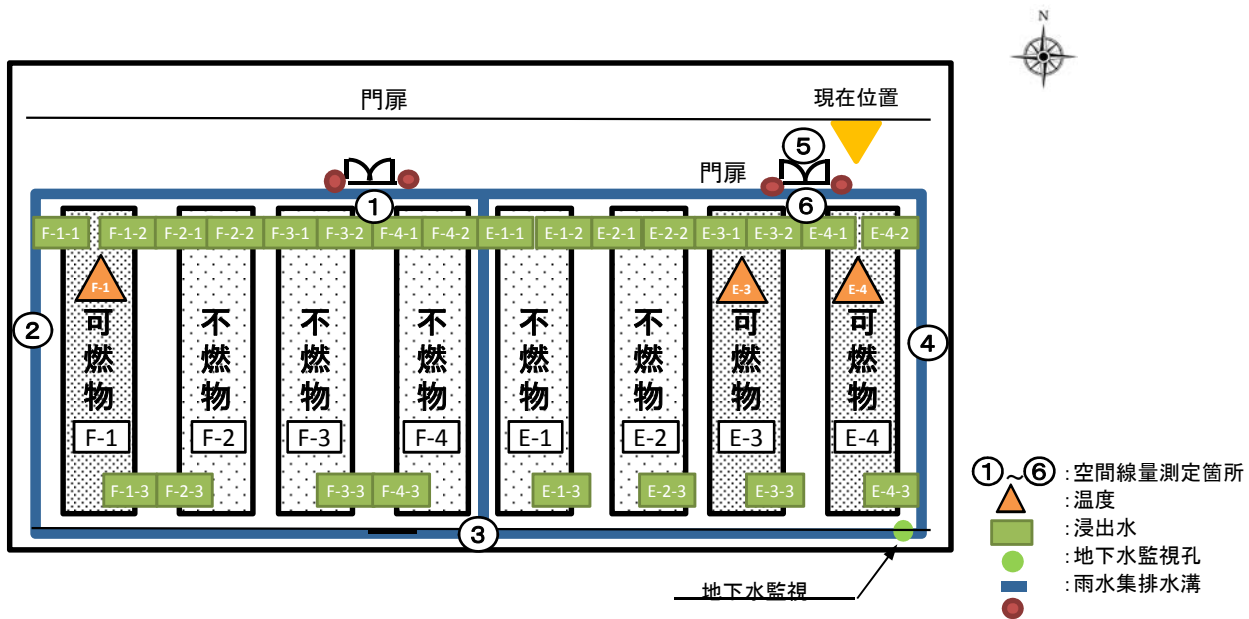 N
門扉
現在位置
⑤
門扉
① ⑥
F-1-1 F-1-2 F-2-1 F-2-2 F-3-1 F-3-2 F-4-1 F-4-2 E-1-1 E-1-2 E-2-1 E-2-2 E-3-1 E-3-2 E-4-1 E-4-2
F-1 E-3 E-4
② ④
可燃物 不燃物 不燃物 不燃物 不燃物 不燃物 可燃物 可燃物
F-1 F-2 F-3 F-4 E-1 E-2 E-3 E-4
F-1-3 F-2-3 F-3-3 F-4-3 E-1-3 E-2-3 E-3-3 E-4-3
③
地下水監視
①~⑥:空間線量測定箇所
:温度
:浸出水
:地下水監視孔
:雨水集排水溝